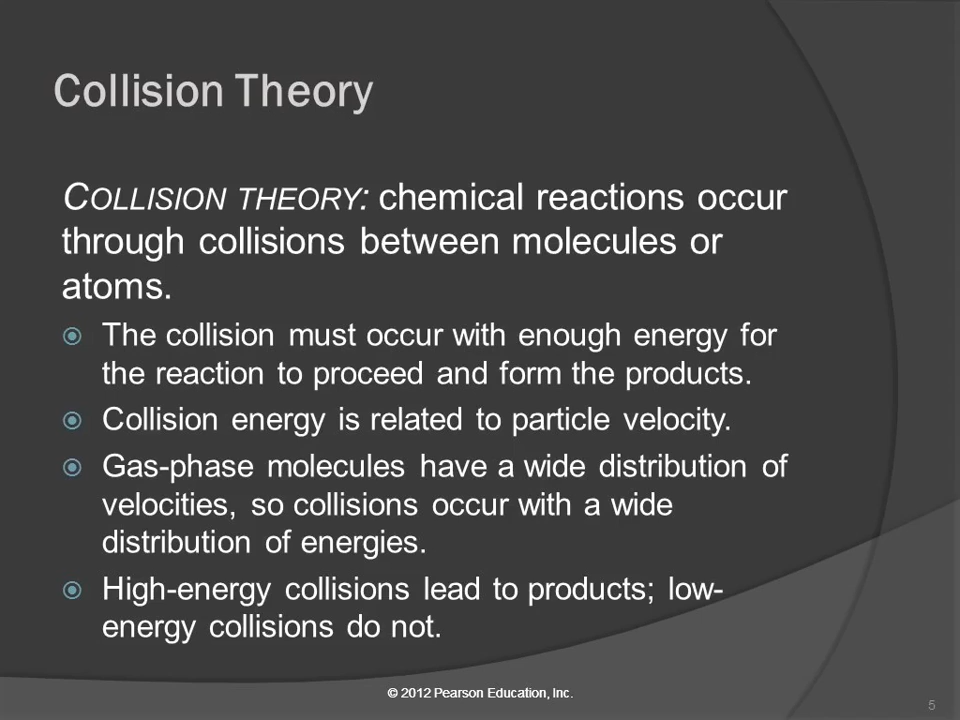 Collision Theory
COLLISION THEORY: chemical reactions occur
through collisions between molecules or
atoms.
The collision must occur with enough energy for
the reaction to proceed and form the products.
Collision energy is related to particle velocity.
Gas-phase molecules have a wide distribution of
velocities, so collisions occur with a wide
distribution of energies.
High-energy collisions lead to products; low-
energy collisions do not.
© 2012 Pearson Education, Inc.
5